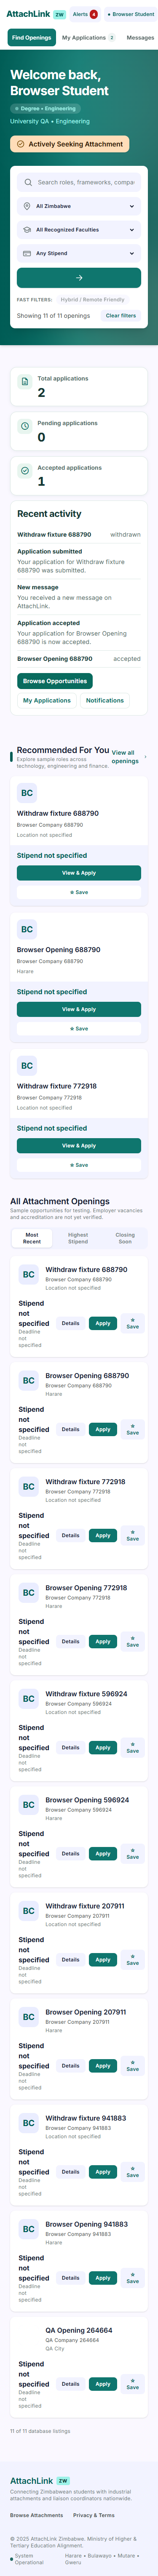 AttachLink ZW Alerts 4 Browser Student
Find Openings My Applications 2 Messages
Welcome back,
Browser Student
Degree • Engineering
University QA • Engineering
Actively Seeking Attachment
Search roles, frameworks, compa
All Zimbabwe
All Recognized Faculties
Any Stipend
→
FAST FILTERS: Hybrid / Remote Friendly
Showing 11 of 11 openings Clear filters
Total applications
2
Pending applications
0
Accepted applications
1
Recent activity
Withdraw fixture 688790 withdrawn
Application submitted
Your application for Withdraw fixture
688790 was submitted.
New message
You received a new message on
AttachLink.
Application accepted
Your application for Browser Opening
688790 is now accepted.
Browser Opening 688790 accepted
Browse Opportunities
My Applications Notifications
Recommended For You
Explore sample roles across
technology, engineering and finance.
View all
openings
BC
Withdraw fixture 688790
Browser Company 688790
Location not specified
Stipend not specified
View & Apply
☆ Save
BC
Browser Opening 688790
Browser Company 688790
Harare
Stipend not specified
View & Apply
☆ Save
BC
Withdraw fixture 772918
Browser Company 772918
Location not specified
Stipend not specified
View & Apply
☆ Save
All Attachment Openings
Sample opportunities for testing. Employer vacancies
and accreditation are not yet verified.
Most
Recent
Highest
Stipend
Closing
Soon
BC
Withdraw fixture 688790
Browser Company 688790
Location not specified
Stipend
not
specified
Deadline
not
specified
Details Apply ☆
Save
BC
Browser Opening 688790
Browser Company 688790
Harare
Stipend
not
specified
Deadline
not
specified
Details Apply ☆
Save
BC
Withdraw fixture 772918
Browser Company 772918
Location not specified
Stipend
not
specified
Deadline
not
specified
Details Apply ☆
Save
BC
Browser Opening 772918
Browser Company 772918
Harare
Stipend
not
specified
Deadline
not
specified
Details Apply ☆
Save
BC
Withdraw fixture 596924
Browser Company 596924
Location not specified
Stipend
not
specified
Deadline
not
specified
Details Apply ☆
Save
BC
Browser Opening 596924
Browser Company 596924
Harare
Stipend
not
specified
Deadline
not
specified
Details Apply ☆
Save
BC
Withdraw fixture 207911
Browser Company 207911
Location not specified
Stipend
not
specified
Deadline
not
specified
Details Apply ☆
Save
BC
Browser Opening 207911
Browser Company 207911
Harare
Stipend
not
specified
Deadline
not
specified
Details Apply ☆
Save
BC
Withdraw fixture 941883
Browser Company 941883
Location not specified
Stipend
not
specified
Deadline
not
specified
Details Apply ☆
Save
BC
Browser Opening 941883
Browser Company 941883
Harare
Stipend
not
specified
Deadline
not
specified
Details Apply ☆
Save
QA Opening 264664
QA Company 264664
QA City
Stipend
not
specified
Deadline
not
specified
Details Apply ☆
Save
11 of 11 database listings
AttachLink ZW
Connecting Zimbabwean students with industrial
attachments and liaison coordinators nationwide.
Browse Attachments Privacy & Terms
© 2025 AttachLink Zimbabwe. Ministry of Higher &
Tertiary Education Alignment.
System
Operational
Harare • Bulawayo • Mutare •
Gweru